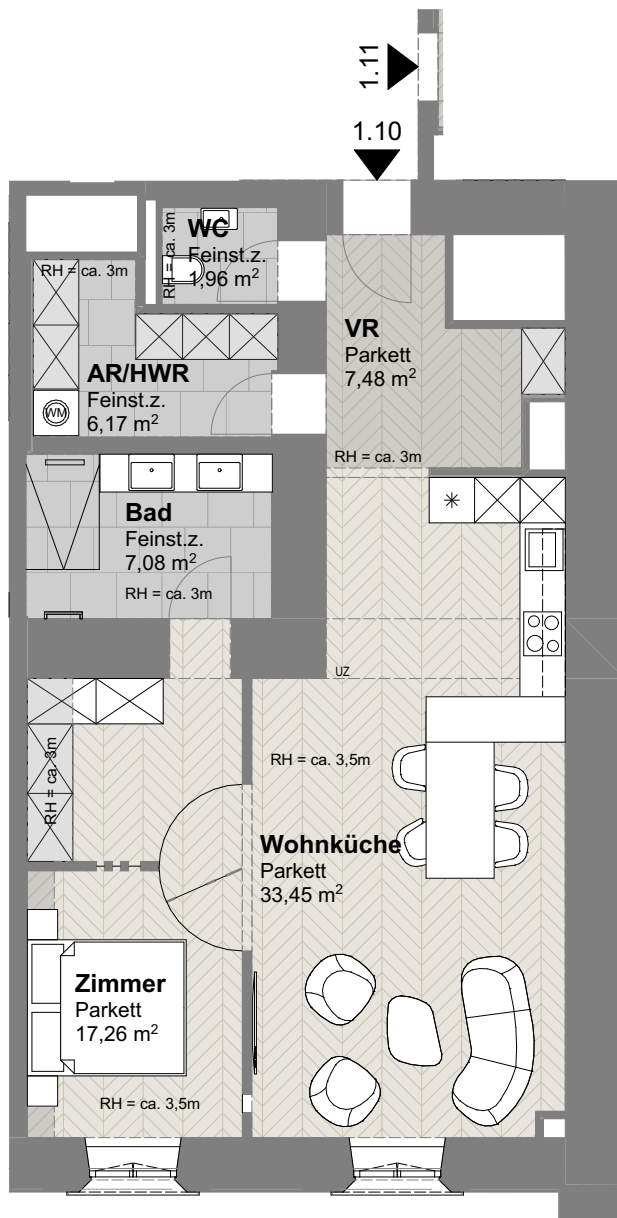 1.11
1.10
WC
Feinst.z.
1,96 m²
RH = ca. 3m
RH = ca. 3m
VR
Parkett
7,48 m²
AR/HWR
Feinst.z.
6,17 m²
WM
RH = ca. 3m
Bad
Feinst.z.
7,08 m²
RH = ca. 3m
UZ
RH = ca. 3m
RH = ca. 3,5m
Wohnküche
Parkett
33,45 m²
Zimmer
Parkett
17,26 m²
RH = ca. 3,5m